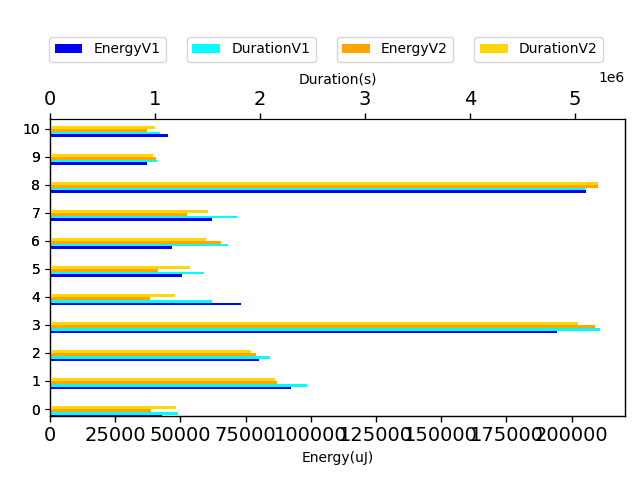 EnergyV1 DurationV1 EnergyV2 DurationV2
Duration(s)
1e6
0 1 2 3 4 5
10
9
8
7
6
5
4
3
2
1
0
0 25000 50000 75000 100000 125000 150000 175000 200000
Energy(uJ)